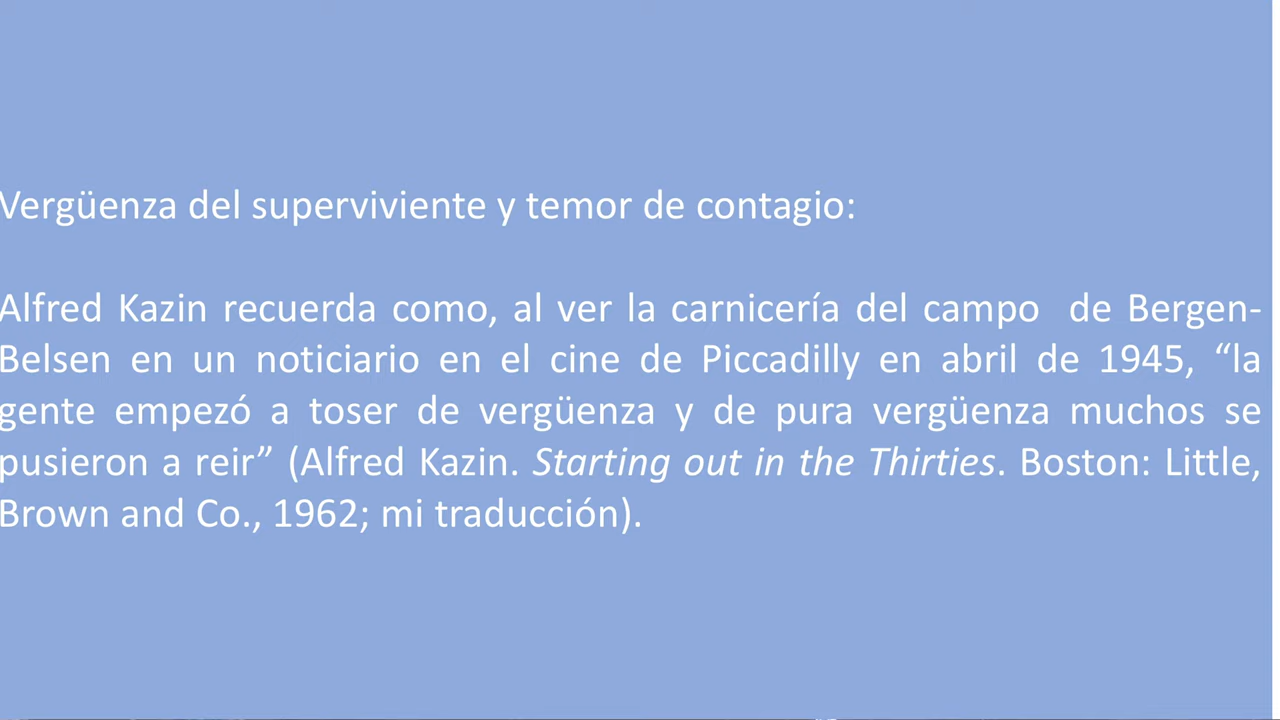 Vergüenza del superviviente y temor de contagio:
Alfred Kazin recuerda como, al ver la carnicería del campo de Bergen-
Belsen en un noticiario en el cine de Piccadilly en abril de 1945, “la
gente empezó a toser de vergüenza y de pura vergüenza muchos se
pusieron a reir” (Alfred Kazin. Starting out in the Thirties. Boston: Little,
Brown and Co., 1962; mi traducción).